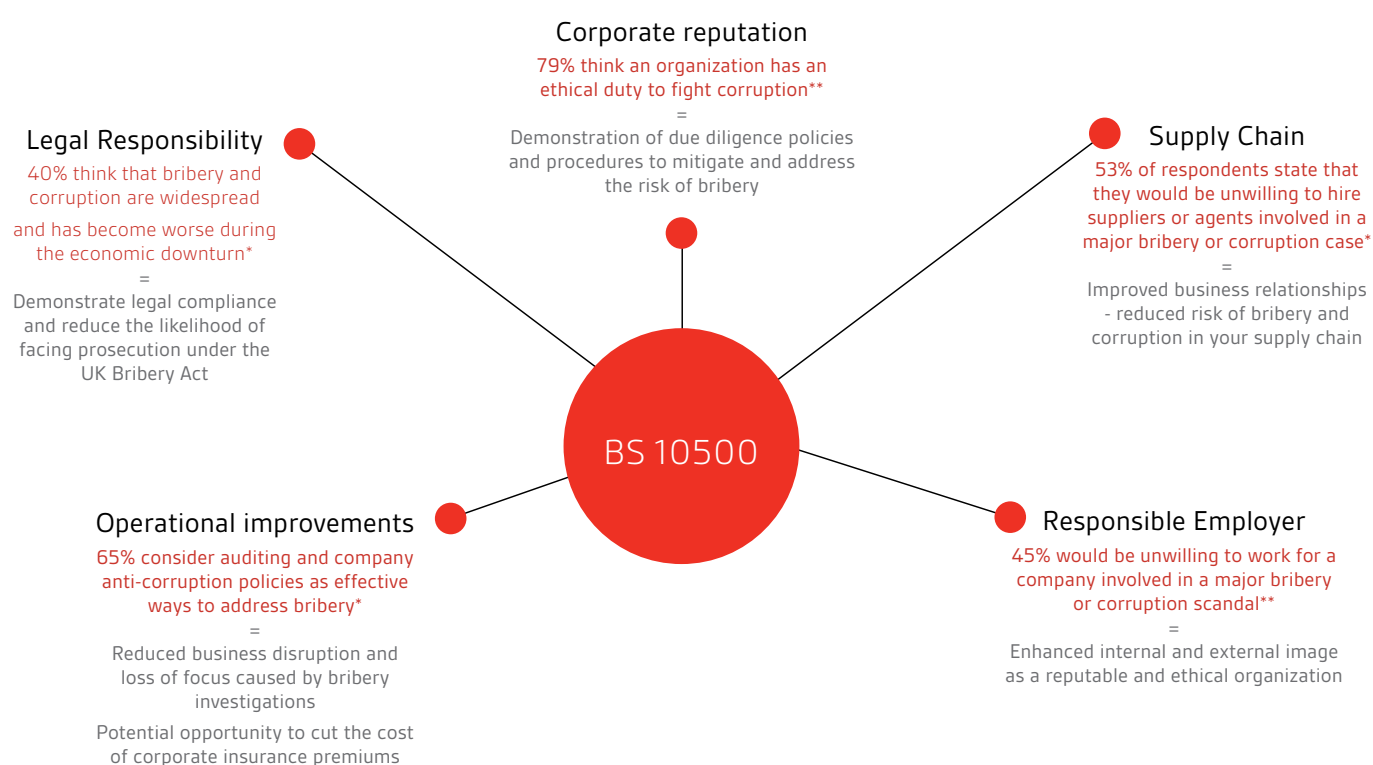 Corporate reputation
79% think an organization has an
ethical duty to fight corruption**
=
Demonstration of due diligence policies
and procedures to mitigate and address
the risk of bribery
Legal Responsibility
40% think that bribery and
corruption are widespread
and has become worse during
the economic downturn*
=
Demonstrate legal compliance
and reduce the likelihood of
facing prosecution under the
UK Bribery Act
Supply Chain
53% of respondents state that
they would be unwilling to hire
suppliers or agents involved in a
major bribery or corruption case*
=
Improved business relationships
- reduced risk of bribery and
corruption in your supply chain
BS 10500
Operational improvements
65% consider auditing and company
anti-corruption policies as effective
ways to address bribery*
=
Reduced business disruption and
loss of focus caused by bribery
investigations
Potential opportunity to cut the cost
of corporate insurance premiums
Responsible Employer
45% would be unwilling to work for a
company involved in a major bribery
or corruption scandal**
=
Enhanced internal and external image
as a reputable and ethical organization